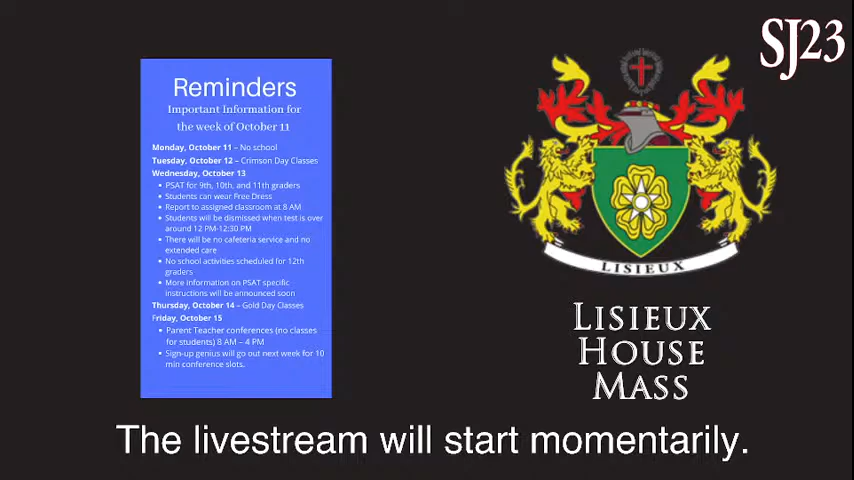 SJ23
Reminders
Important Information for
the week of October 11
Monday, October 11 – No school
Tuesday, October 12 – Crimson Day Classes
Wednesday, October 13
• PSAT for 9th, 10th, and 11th graders
• Students can wear Free Dress
• Report to assigned classroom at 8 AM
• Students will be dismissed when test is over
around 12 PM-12:30 PM
• There will be no cafeteria service and no
extended care
• No school activities scheduled for 12th
graders
• More information on PSAT specific
instructions will be announced soon
Thursday, October 14 – Gold Day Classes
Friday, October 15
• Parent Teacher conferences (no classes
for students) 8 AM – 4 PM
• Sign-up genius will go out next week for 10
min conference slots.
LISIEUX
LISIEUX
HOUSE
MASS
The livestream will start momentarily.